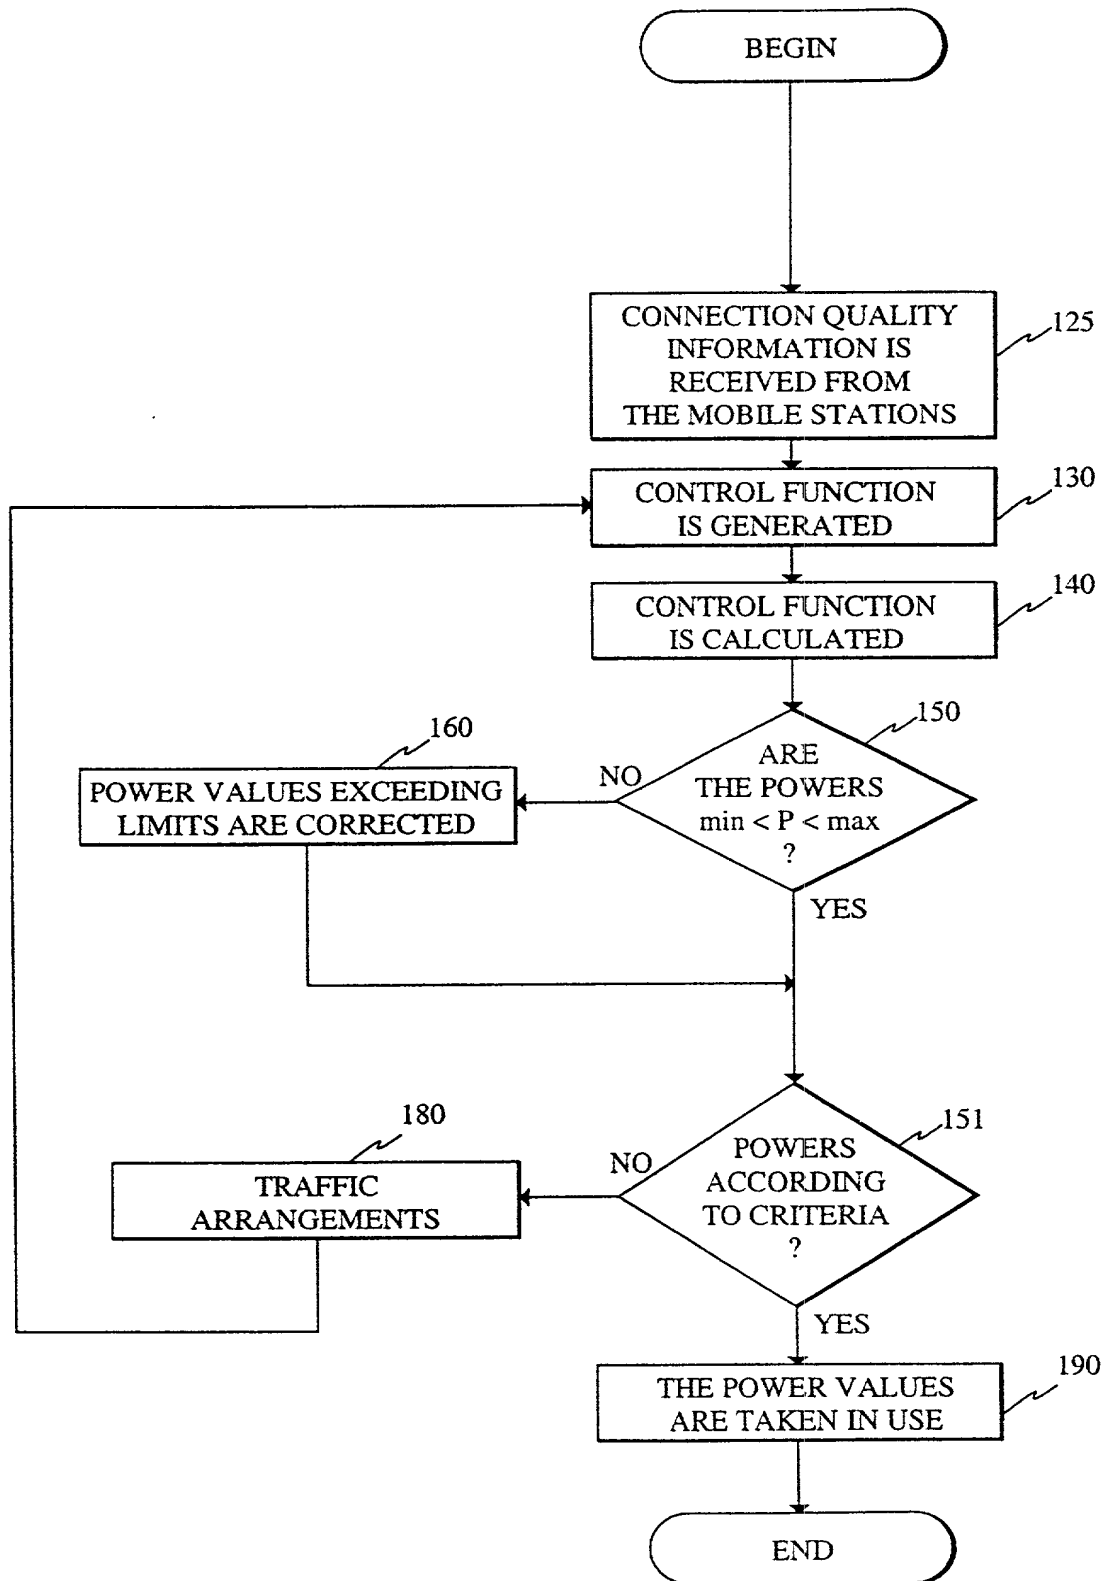 BEGIN
CONNECTION QUALITY
INFORMATION IS
RECEIVED FROM
THE MOBILE STATIONS
125
CONTROL FUNCTION
IS GENERATED
130
CONTROL FUNCTION
IS CALCULATED
140
ARE
THE POWERS
min < P < max
?
150
NO
YES
160
POWER VALUES EXCEEDING
LIMITS ARE CORRECTED
POWERS
ACCORDING
TO CRITERIA
?
151
NO
YES
180
TRAFFIC
ARRANGEMENTS
THE POWER VALUES
ARE TAKEN IN USE
190
END